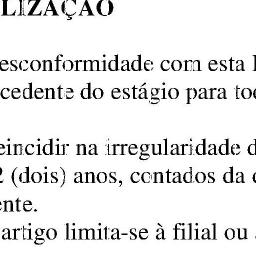 LIZAÇÃO
esconformidade com esta
cedente do estágio para to
eincidir na irregularidade d
2 (dois) anos, contados da d
ente.
artigo limita-se à filial ou